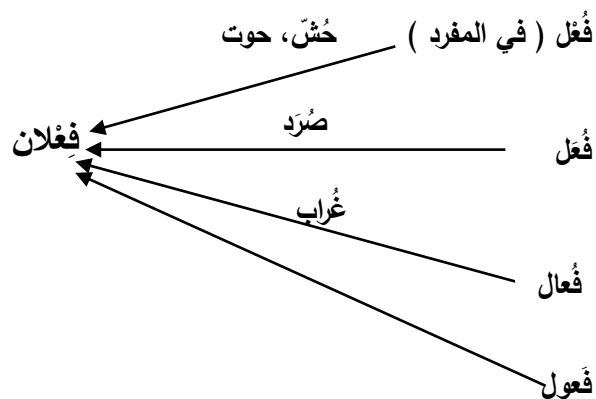 فُعْل ( في المفرد ) حُشّ، حوت
صُرَد
فِعْلان
فُعَل
غُراب
فُعال
فَعول